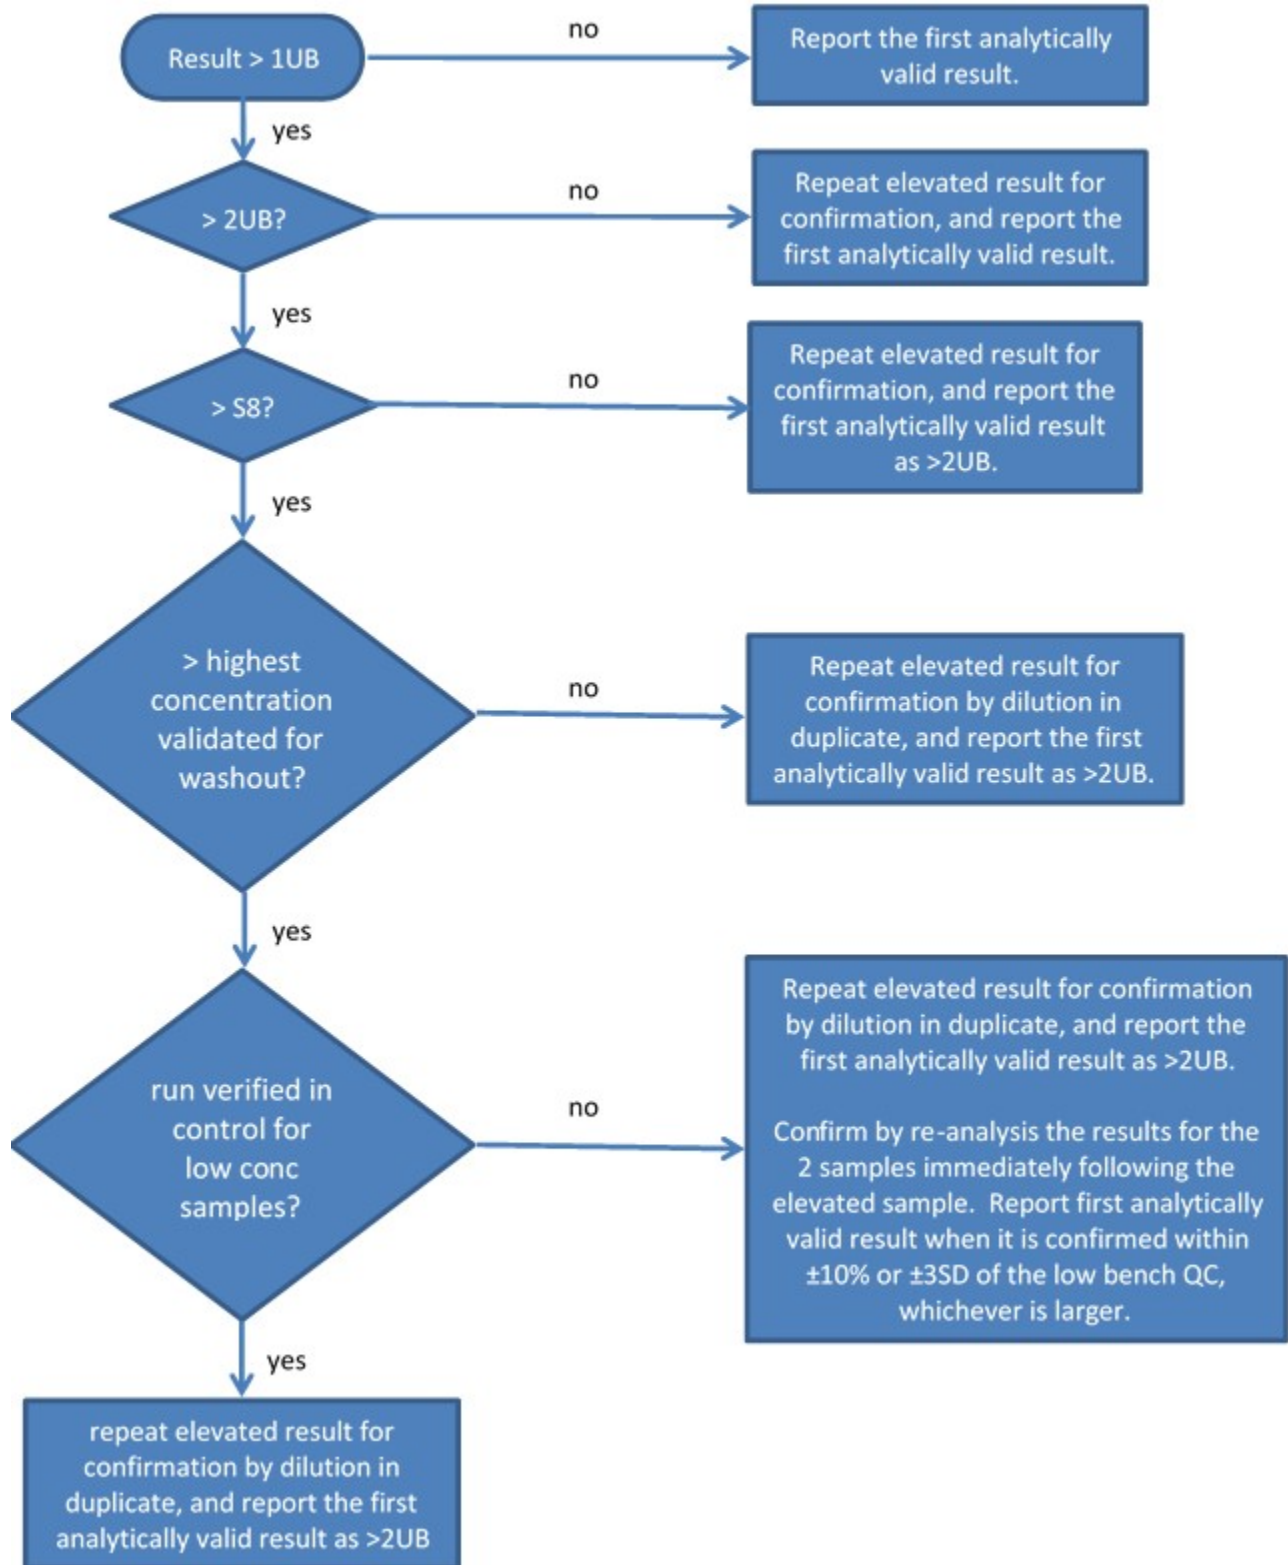 Result > 1UB
no
Report the first analytically
valid result.
yes
> 2UB?
no
Repeat elevated result for
confirmation, and report the
first analytically valid result.
yes
> S8?
no
Repeat elevated result for
confirmation, and report the
first analytically valid result
as >2UB.
yes
> highest
concentration
validated for
washout?
no
Repeat elevated result for
confirmation by dilution in
duplicate, and report the first
analytically valid result as >2UB.
yes
run verified in
control for
low conc
samples?
no
Repeat elevated result for confirmation
by dilution in duplicate, and report the
first analytically valid result as >2UB.
Confirm by re-analysis the results for the
2 samples immediately following the
elevated sample.  Report first analytically
valid result when it is confirmed within
±10% or ±3SD of the low bench QC,
whichever is larger.
yes
repeat elevated result for
confirmation by dilution in
duplicate, and report the first
analytically valid result as >2UB